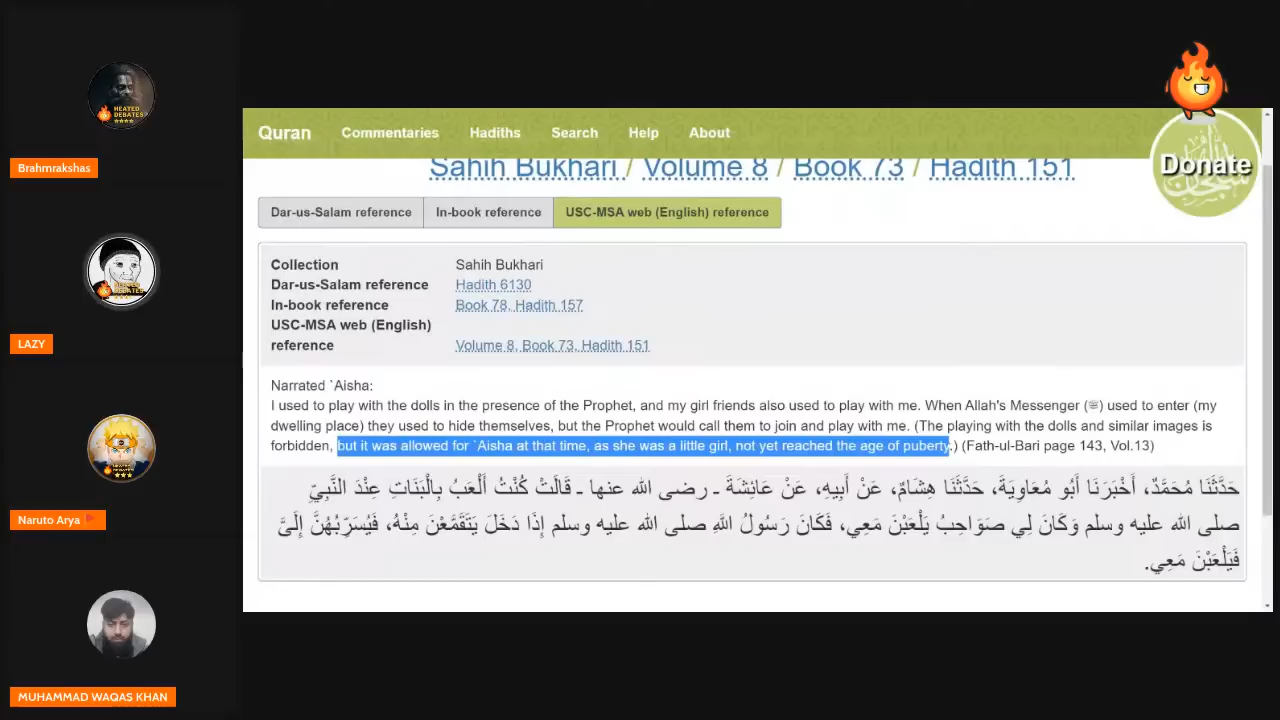 Quran Commentaries Hadiths Search Help About
Donate
Sahih Bukhari / Volume 8 / Book 73 / Hadith 151
Dar-us-Salam reference In-book reference USC-MSA web (English) reference
Collection Sahih Bukhari
Dar-us-Salam reference Hadith 6130
In-book reference Book 78, Hadith 157
USC-MSA web (English)
reference Volume 8, Book 73, Hadith 151
Narrated `Aisha:
I used to play with the dolls in the presence of the Prophet, and my girl friends also used to play with me. When Allah's Messenger (ﷺ) used to enter (my
dwelling place) they used to hide themselves, but the Prophet would call them to join and play with me. (The playing with the dolls and similar images is
forbidden, but it was allowed for `Aisha at that time, as she was a little girl, not yet reached the age of puberty.) (Fath-ul-Bari page 143, Vol.13)
حَدَّثَنَا مُحَمَّدٌ، أَخْبَرَنَا أَبُو مُعَاوِيَةَ، حَدَّثَنَا هِشَامٌ، عَنْ أَبِيهِ، عَنْ عَائِشَةَ ـ رضى الله عنها ـ قَالَتْ كُنْتُ أَلْعَبُ بِالْبَنَاتِ عِنْدَ النَّبِيِّ
صلى الله عليه وسلم وَكَانَ لِي صَوَاحِبُ يَلْعَبْنَ مَعِي، فَكَانَ رَسُولُ اللَّهِ صلى الله عليه وسلم إِذَا دَخَلَ يَتَقَمَّعْنَ مِنْهُ، فَيُسَرِّبُهُنَّ إِلَىَّ
فَيَلْعَبْنَ مَعِي.
HEATED
DEBATES
Brahmrakshas
LAZY
Naruto Arya
MUHAMMAD WAQAS KHAN